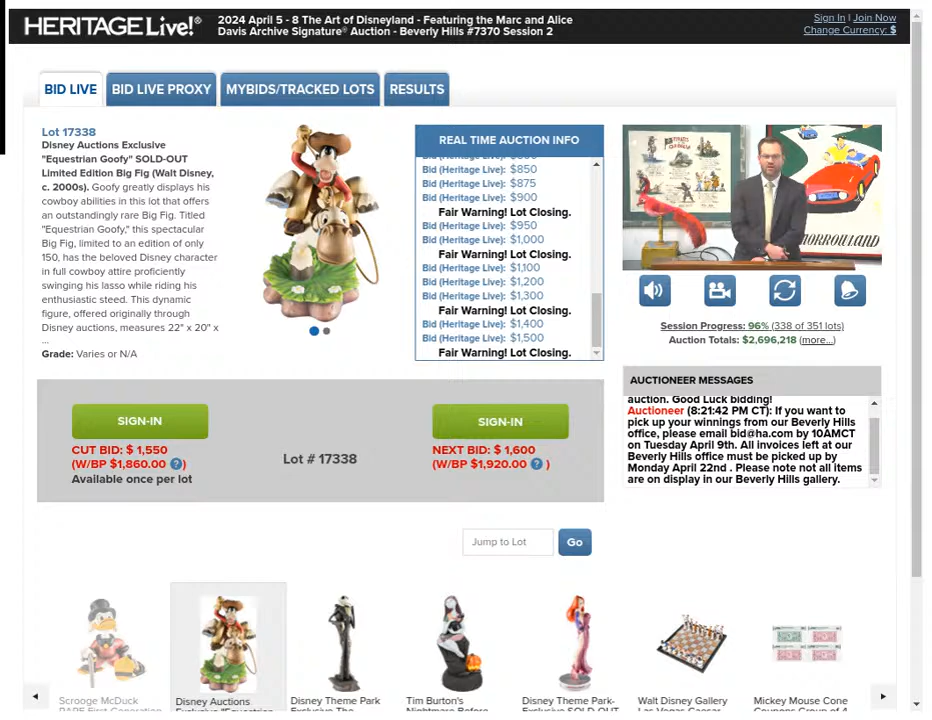 HERITAGE Live!®
2024 April 5 - 8 The Art of Disneyland - Featuring the Marc and Alice
Davis Archive Signature® Auction - Beverly Hills #7370 Session 2
Sign In | Join Now
Change Currency: $
BID LIVE
BID LIVE PROXY
MYBIDS/TRACKED LOTS
RESULTS
Lot 17338
Disney Auctions Exclusive
"Equestrian Goofy" SOLD-OUT
Limited Edition Big Fig (Walt Disney,
c. 2000s). Goofy greatly displays his
cowboy abilities in this lot that offers
an outstandingly rare Big Fig. Titled
"Equestrian Goofy," this spectacular
Big Fig, limited to an edition of only
150, has the beloved Disney character
in full cowboy attire proficiently
swinging his lasso while riding his
enthusiastic steed. This dynamic
figure, offered originally through
Disney auctions, measures 22" x 20" x
...
Grade: Varies or N/A
REAL TIME AUCTION INFO
Bid (Heritage Live): $850
Bid (Heritage Live): $875
Bid (Heritage Live): $900
Fair Warning! Lot Closing.
Bid (Heritage Live): $950
Bid (Heritage Live): $1,000
Fair Warning! Lot Closing.
Bid (Heritage Live): $1,100
Bid (Heritage Live): $1,200
Bid (Heritage Live): $1,300
Fair Warning! Lot Closing.
Bid (Heritage Live): $1,400
Bid (Heritage Live): $1,500
Fair Warning! Lot Closing.
Session Progress: 96% (338 of 351 lots)
Auction Totals: $2,696,218 (more...)
AUCTIONEER MESSAGES
auction. Good Luck bidding!
Auctioneer (8:21:42 PM CT): If you want to
pick up your winnings from our Beverly Hills
office, please email bid@ha.com by 10AMCT
on Tuesday April 9th. All invoices left at our
Beverly Hills office must be picked up by
Monday April 22nd . Please note not all items
are on display in our Beverly Hills gallery.
SIGN-IN
CUT BID: $ 1,550
(W/BP $1,860.00 ?)
Available once per lot
Lot # 17338
SIGN-IN
NEXT BID: $ 1,600
(W/BP $1,920.00 ? )
Jump to Lot
Go
Scrooge McDuck
Disney Auctions
Disney Theme Park
Exclusive The
Tim Burton's
Nightmare Before
Disney Theme Park-
Exclusive SOLD-OUT
Walt Disney Gallery
Las Vegas Caesar
Mickey Mouse Cone
Coupons Group of 4